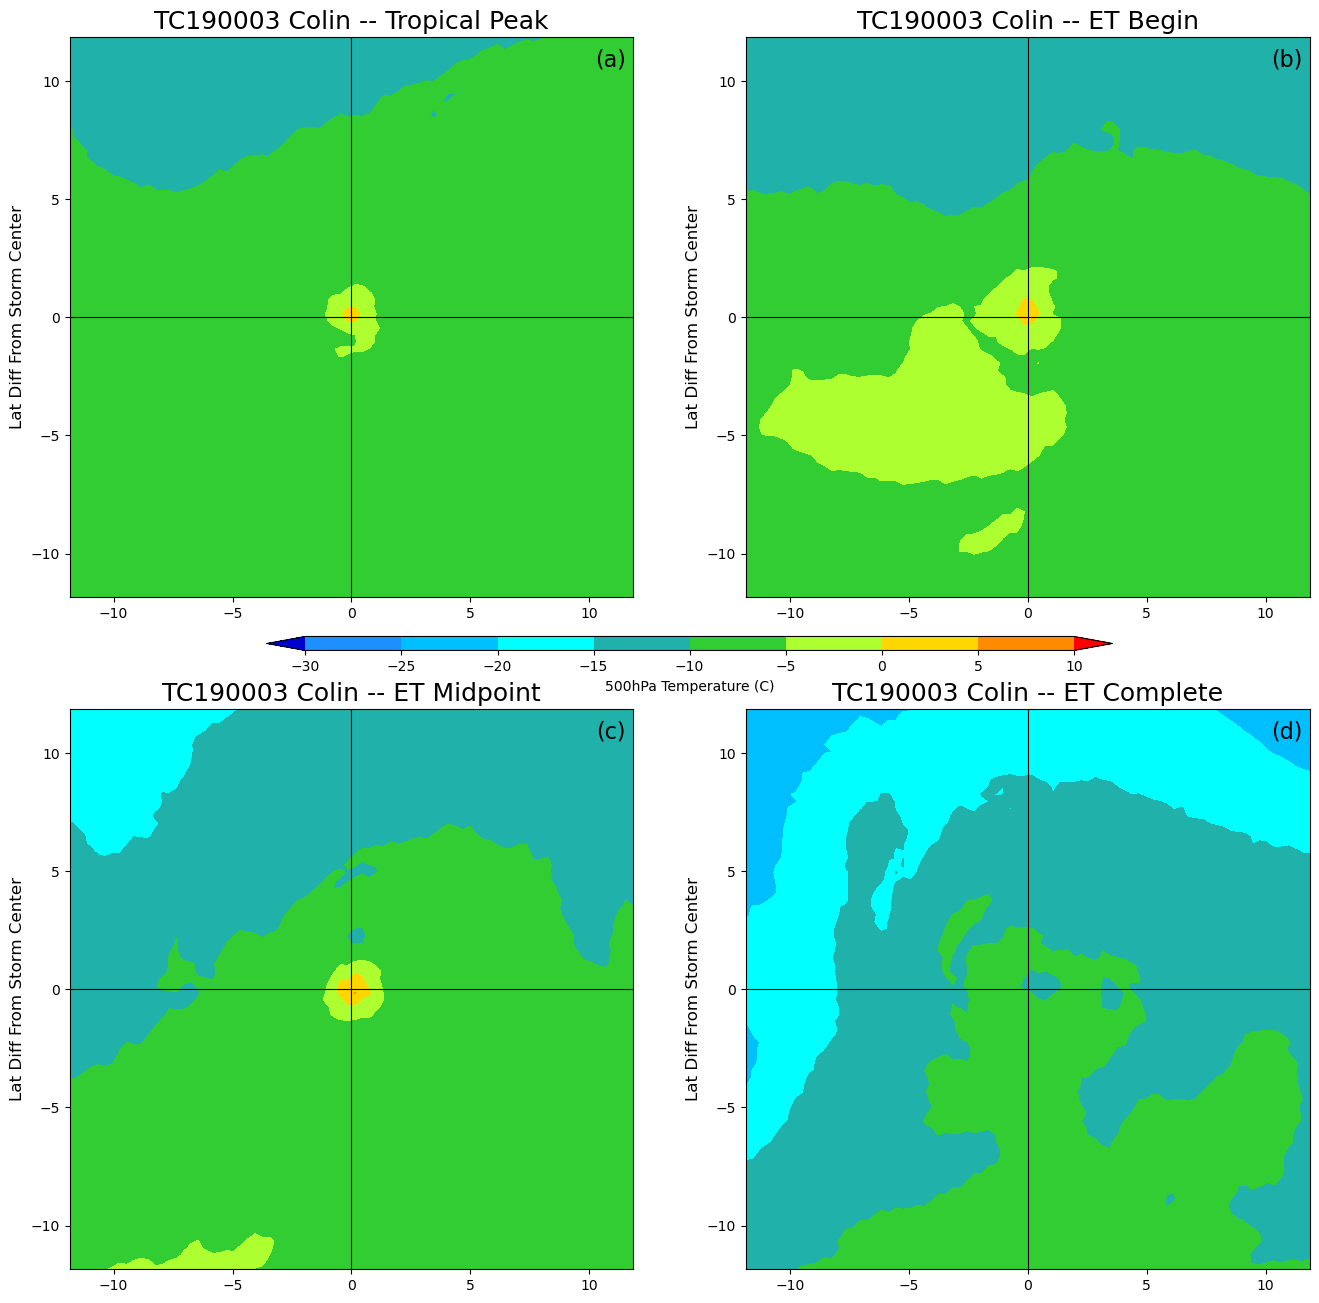 TC190003 Colin -- Tropical Peak
TC190003 Colin -- ET Begin
(a)
(b)
10
5
0
−5
−10
Lat Diff From Storm Center
−10 −5 0 5 10
10
5
0
−5
−10
Lat Diff From Storm Center
−10 −5 0 5 10
−30 −25 −20 −15 −10 −5 0 5 10
500hPa Temperature (C)
TC190003 Colin -- ET Midpoint
TC190003 Colin -- ET Complete
(c)
(d)
10
5
0
−5
−10
Lat Diff From Storm Center
−10 −5 0 5 10
10
5
0
−5
−10
Lat Diff From Storm Center
−10 −5 0 5 10